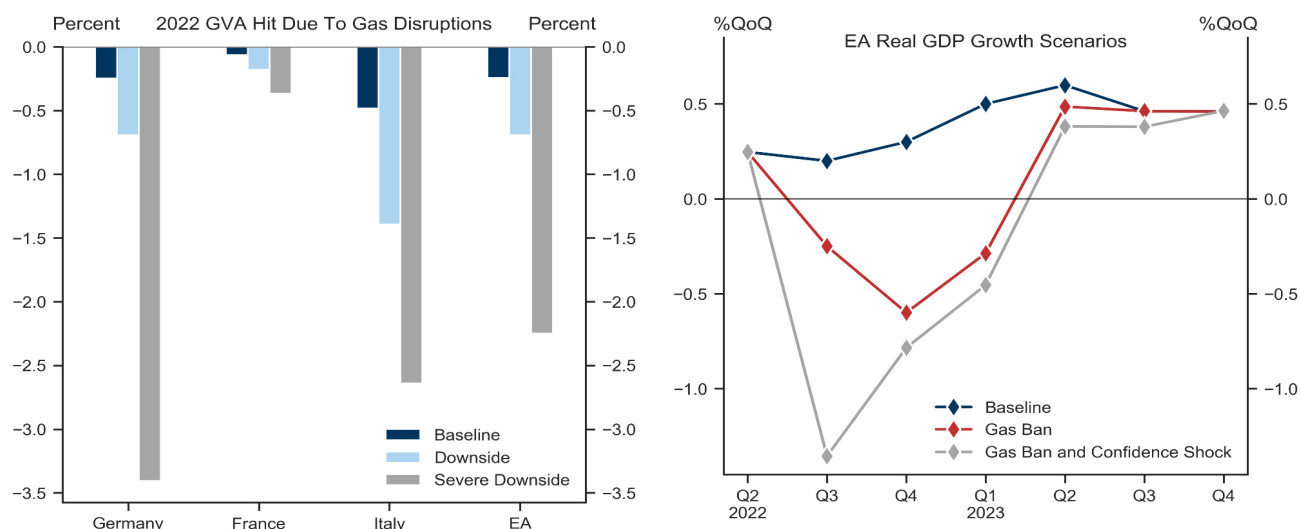 Percent 2022 GVA Hit Due To Gas Disruptions Percent
0.0 0.0
−0.5 −0.5
−1.0 −1.0
−1.5 −1.5
−2.0 −2.0
−2.5 −2.5
−3.0 −3.0
−3.5 −3.5
Baseline
Downside
Severe Downside
Germany France Italy EA
%QoQ %QoQ
EA Real GDP Growth Scenarios
0.5 0.5
0.0 0.0
−0.5 −0.5
−1.0 −1.0
Baseline
Gas Ban
Gas Ban and Confidence Shock
Q2 Q3 Q4 Q1 Q2 Q3 Q4
2022 2023